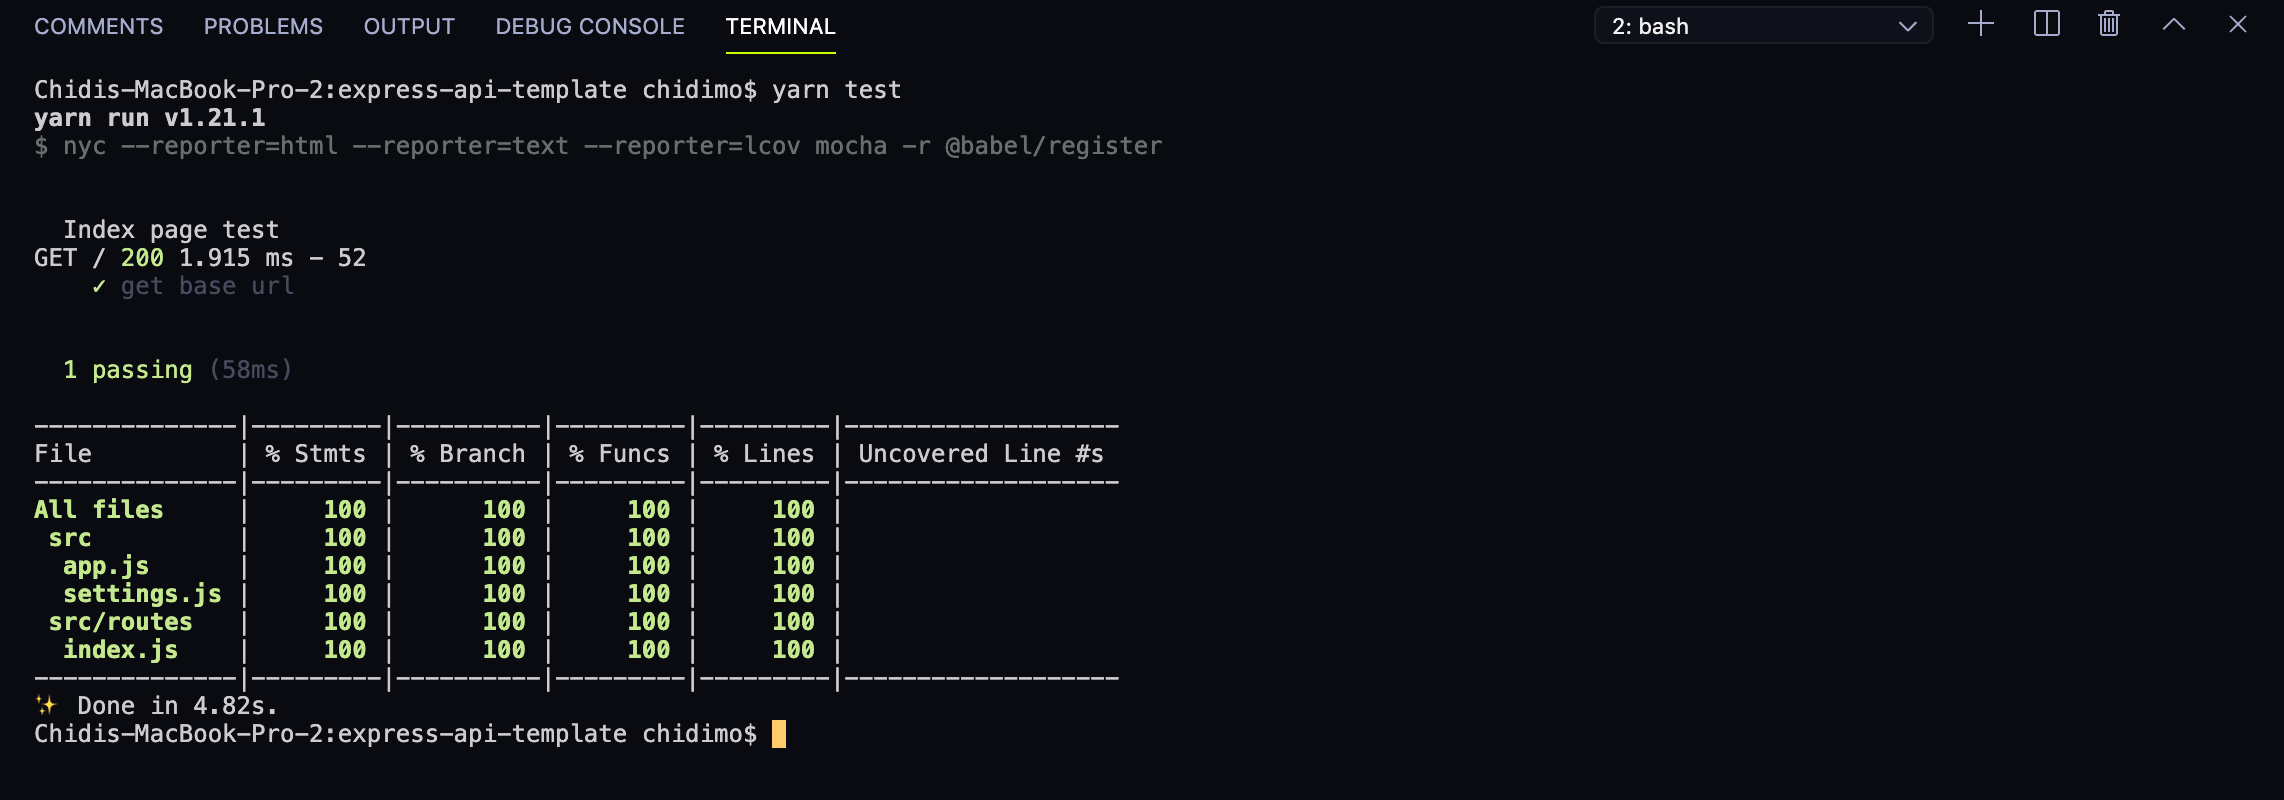 COMMENTS PROBLEMS OUTPUT DEBUG CONSOLE TERMINAL 2: bash
Chidis-MacBook-Pro-2:express-api-template chidimo$ yarn test
yarn run v1.21.1
$ nyc --reporter=html --reporter=text --reporter=lcov mocha -r @babel/register
  Index page test
GET / 200 1.915 ms - 52
    ✓ get base url
  1 passing (58ms)
--------------|---------|----------|---------|---------|-------------------
File          | % Stmts | % Branch | % Funcs | % Lines | Uncovered Line #s
--------------|---------|----------|---------|---------|-------------------
All files     |     100 |      100 |     100 |     100 |
 src          |     100 |      100 |     100 |     100 |
  app.js      |     100 |      100 |     100 |     100 |
  settings.js |     100 |      100 |     100 |     100 |
 src/routes   |     100 |      100 |     100 |     100 |
  index.js    |     100 |      100 |     100 |     100 |
--------------|---------|----------|---------|---------|-------------------
✨ Done in 4.82s.
Chidis-MacBook-Pro-2:express-api-template chidimo$